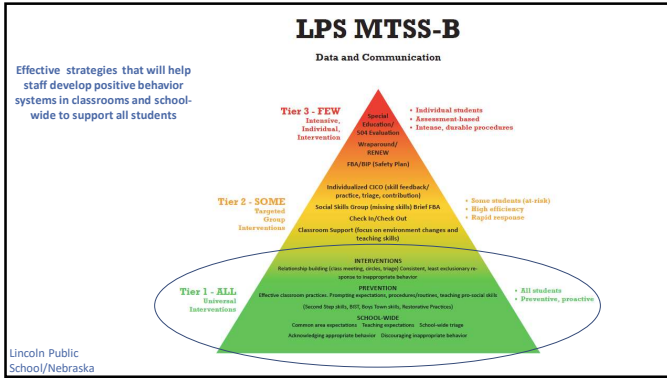 LPS MTSS-B
Data and Communication
Effective strategies that will help
staff develop positive behavior
systems in classrooms and school-
wide to support all students
Tier 3 - FEW
Intensive,
Individual,
Intervention
Special
Education/
504 Evaluation
Wraparound/
RENEW
FBA/BIP (Safety Plan)
• Individual students
• Assessment-based
• Intense, durable procedures
Tier 2 - SOME
Targeted
Group
Interventions
Individualized CICO (skill feedback/
practice, triage, contribution)
Social Skills Group (missing skills) Brief FBA
Check In/Check Out
Classroom Support (focus on environment changes and
teaching skills)
• Some students (at-risk)
• High efficiency
• Rapid response
Tier 1 - ALL
Universal
Interventions
INTERVENTIONS
Relationship building (class meeting, circles, triage) Consistent, least exclusionary re-
sponse to inappropriate behavior
PREVENTION
Effective classroom practices. Prompting expectations, procedures/routines, teaching pro-social skills
(Second Step skills, BIST, Boys Town skills, Restorative Practices)
SCHOOL-WIDE
Common area expectations Teaching expectations School-wide triage
Acknowledging appropriate behavior Discouraging inappropriate behavior
• All students
• Preventive, proactive
Lincoln Public
School/Nebraska